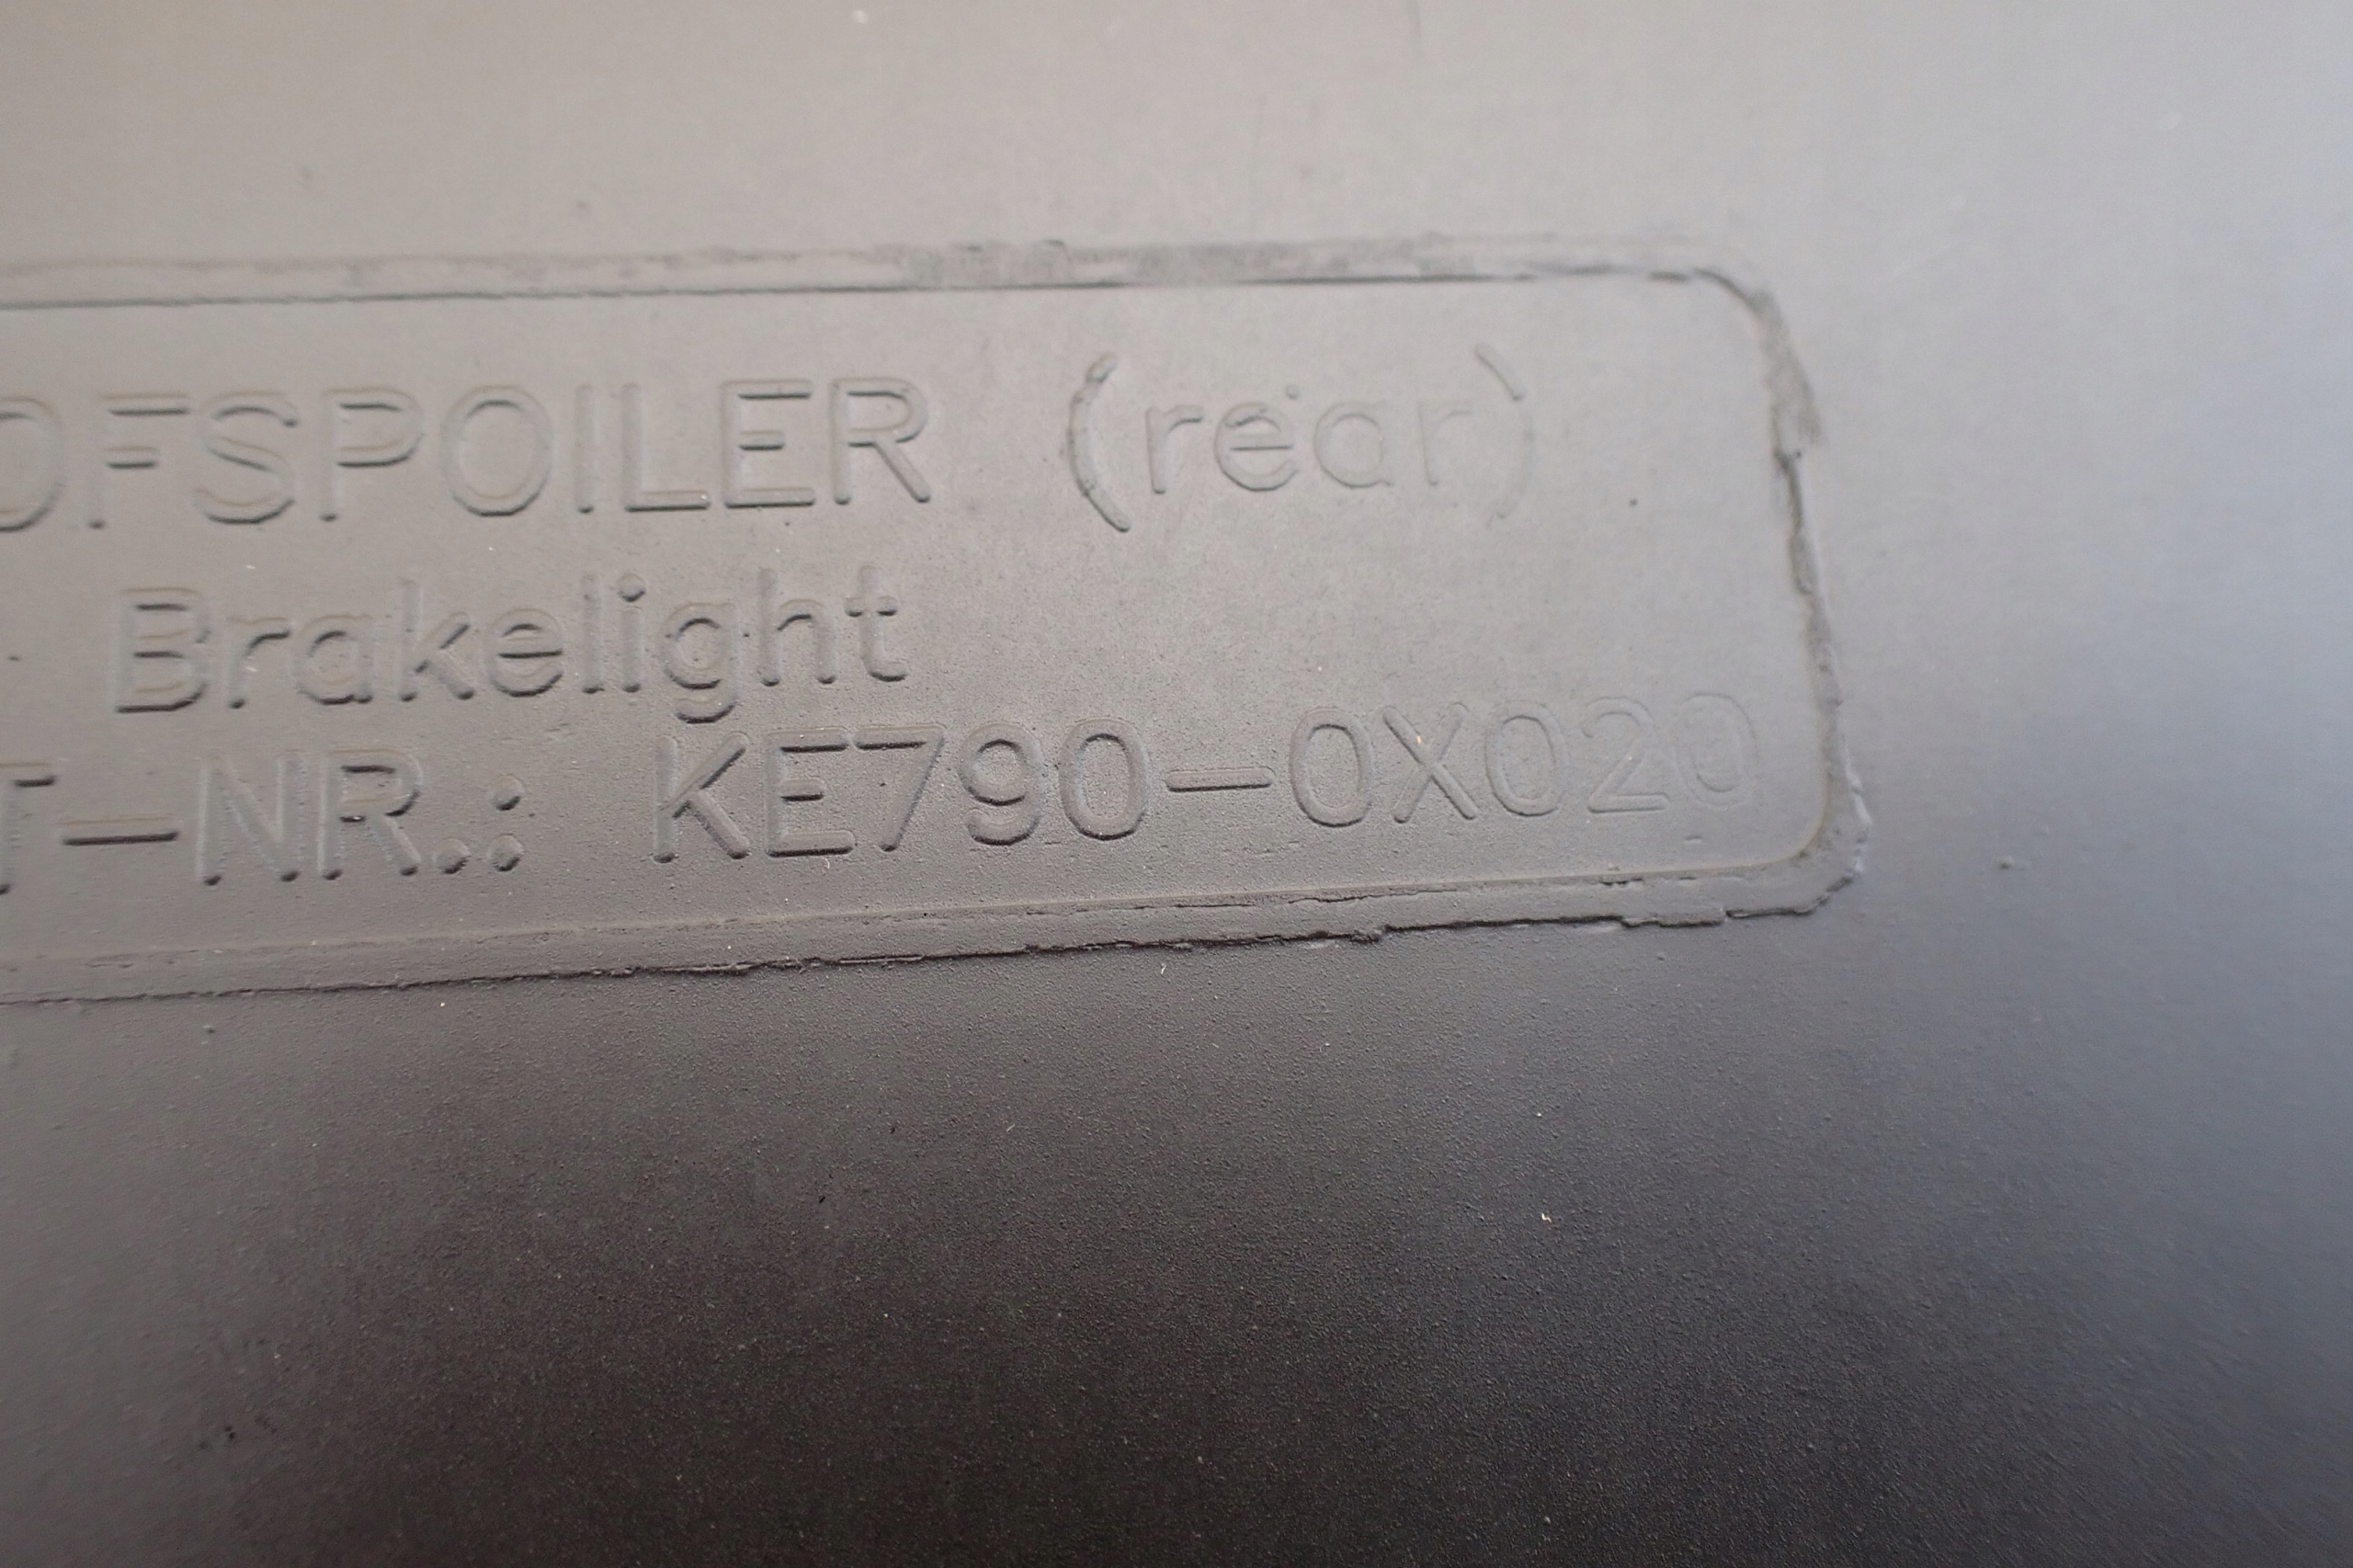 OFSPOILER (rear)
Brakelight
T-NR.: KE790-0X020